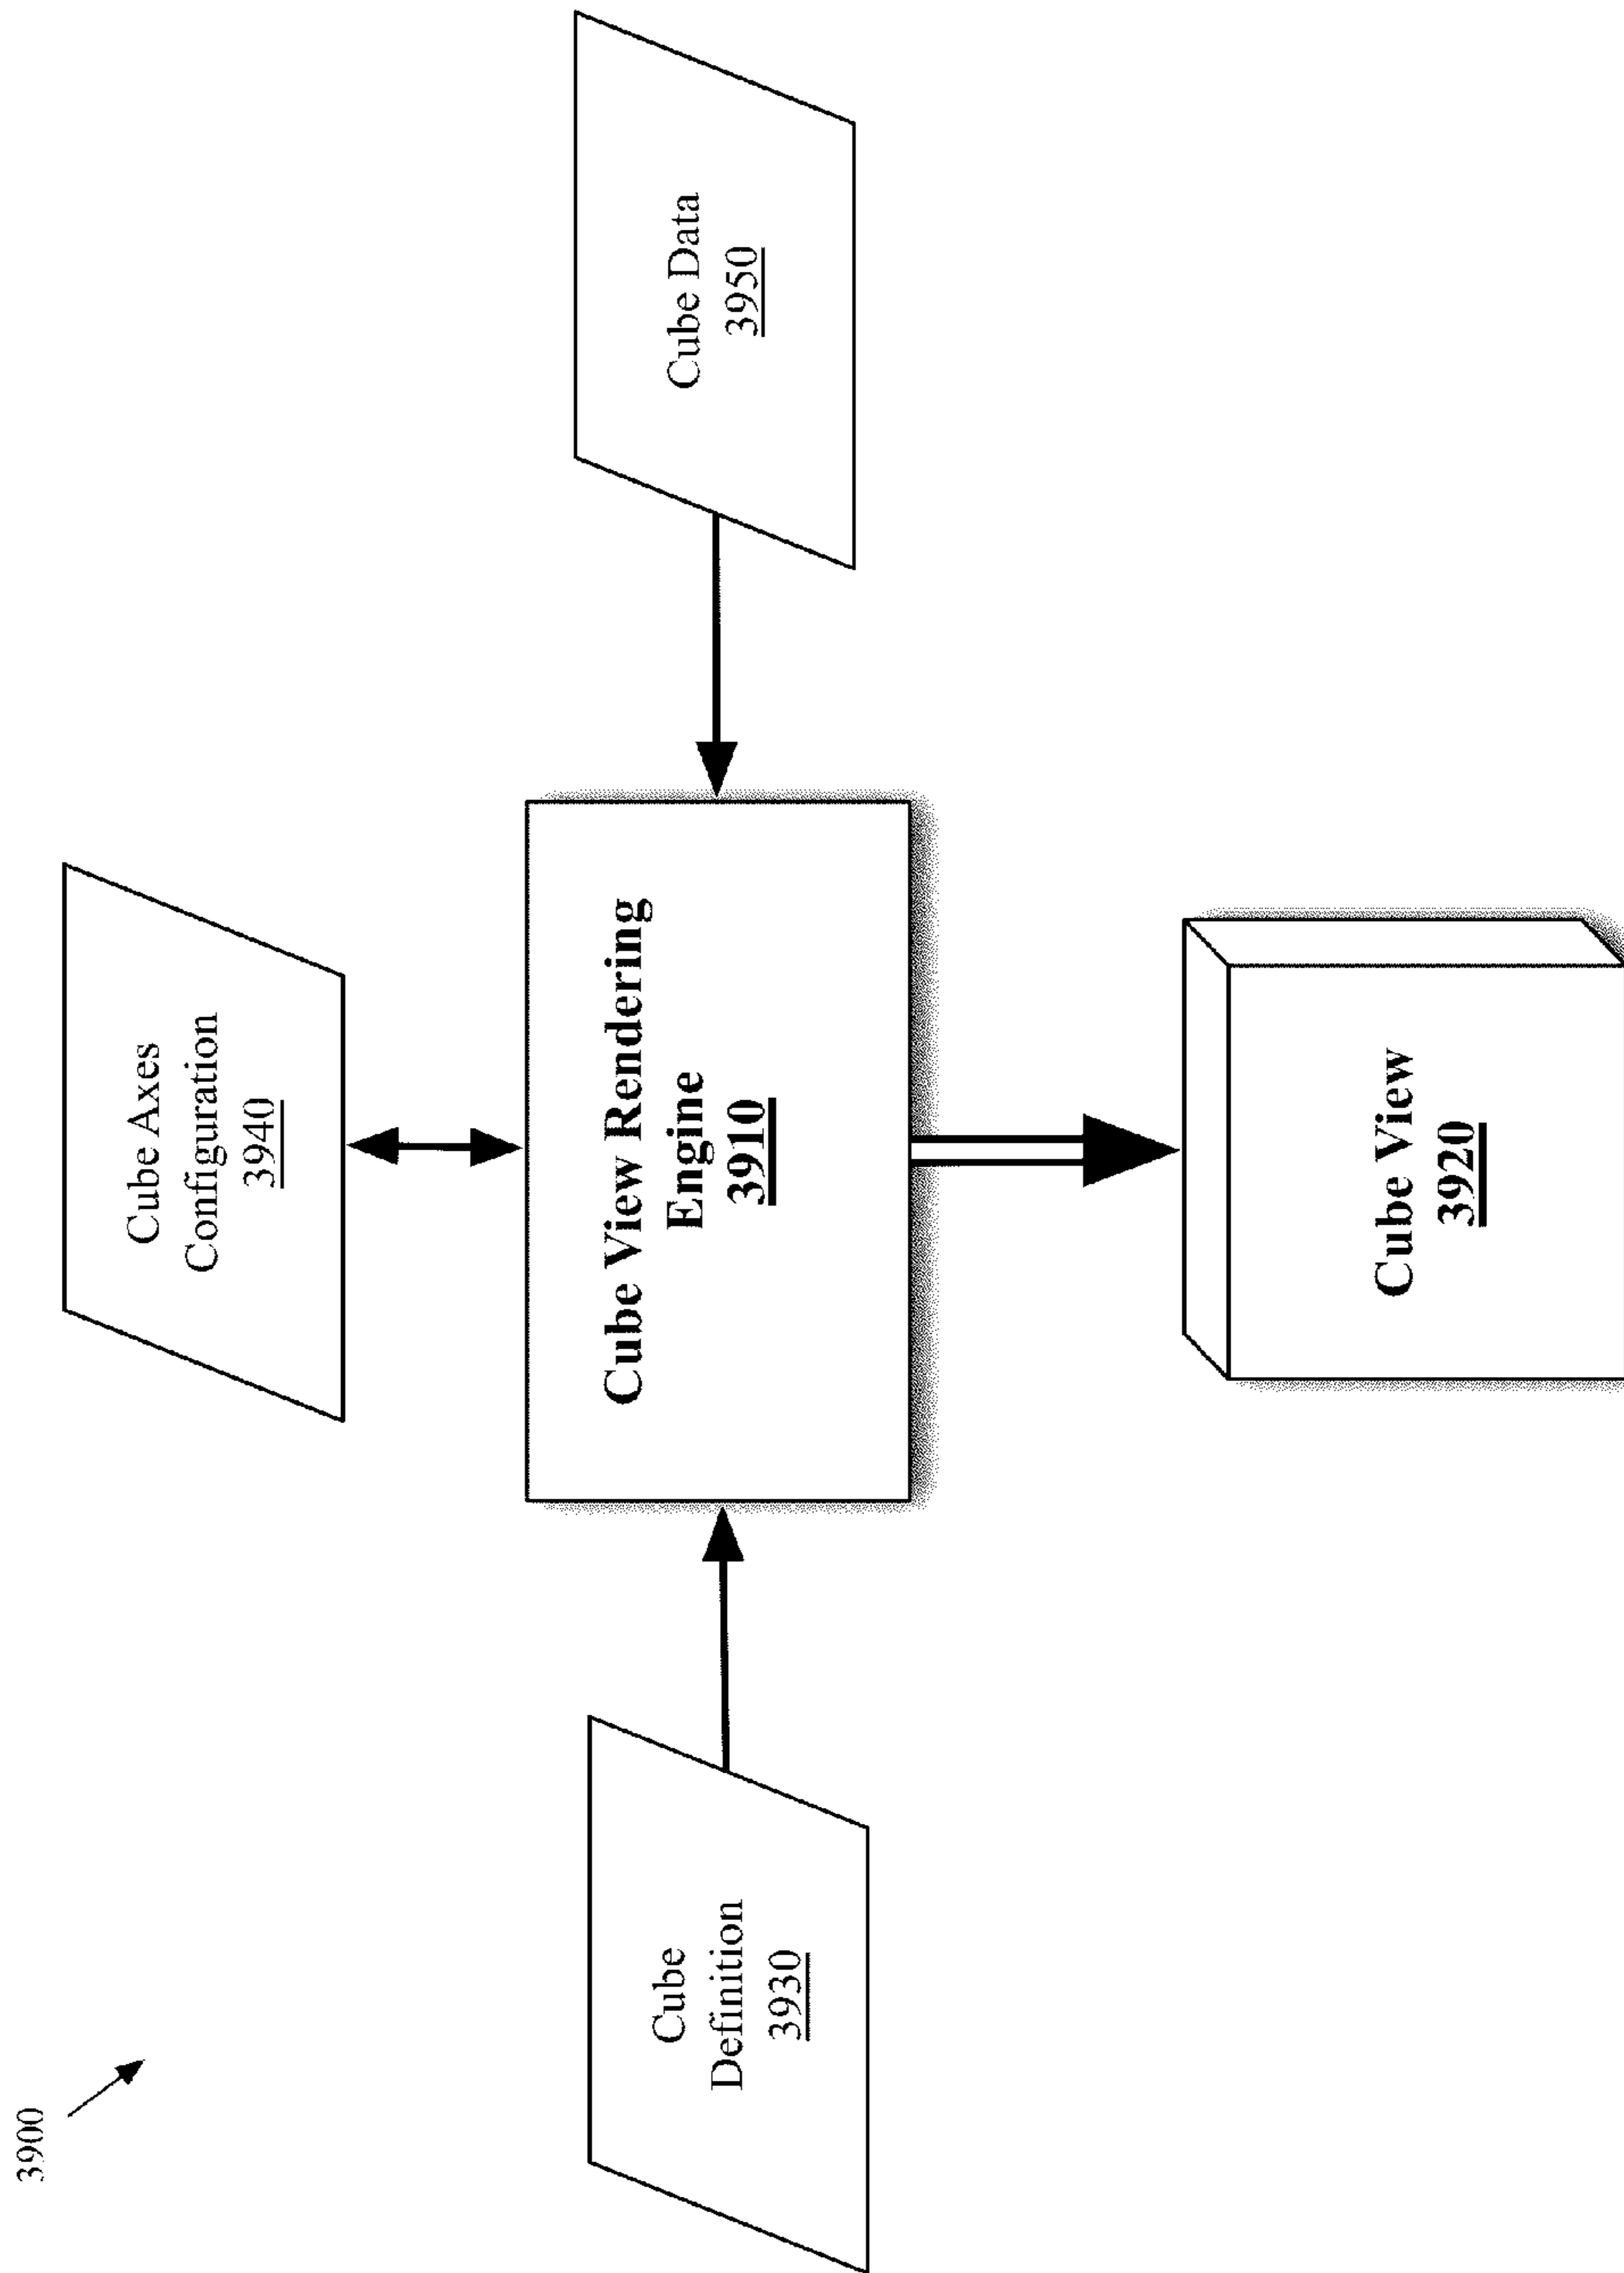 3900
Cube Axes
Configuration
3940
Cube
Definition
3930
Cube View Rendering
Engine
3910
Cube Data
3950
Cube View
3920